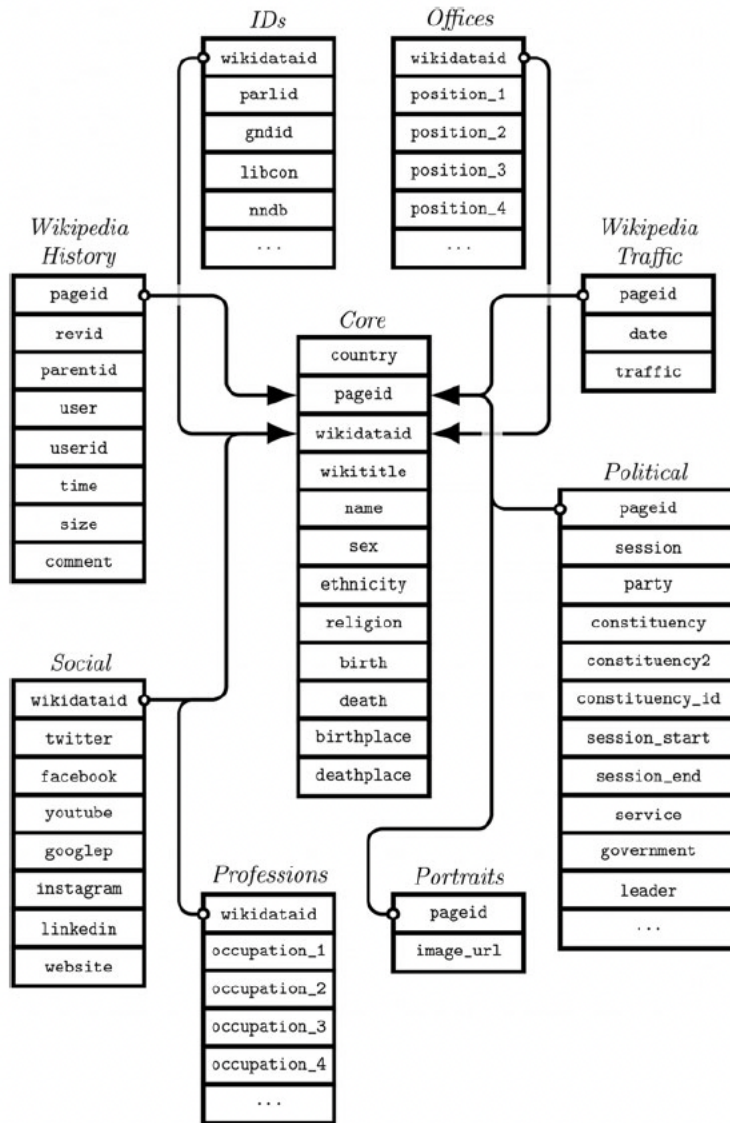 IDs
wikidataid
parlid
gndid
libcon
nndb
...
Offices
wikidataid
position_1
position_2
position_3
position_4
...
Wikipedia
History
pageid
revid
parentid
user
userid
time
size
comment
Core
country
pageid
wikidataid
wikititle
name
sex
ethnicity
religion
birth
death
birthplace
deathplace
Wikipedia
Traffic
pageid
date
traffic
Political
pageid
session
party
constituency
constituency2
constituency_id
session_start
session_end
service
government
leader
...
Social
wikidataid
twitter
facebook
youtube
googlep
instagram
linkedin
website
Professions
wikidataid
occupation_1
occupation_2
occupation_3
occupation_4
...
Portraits
pageid
image_url